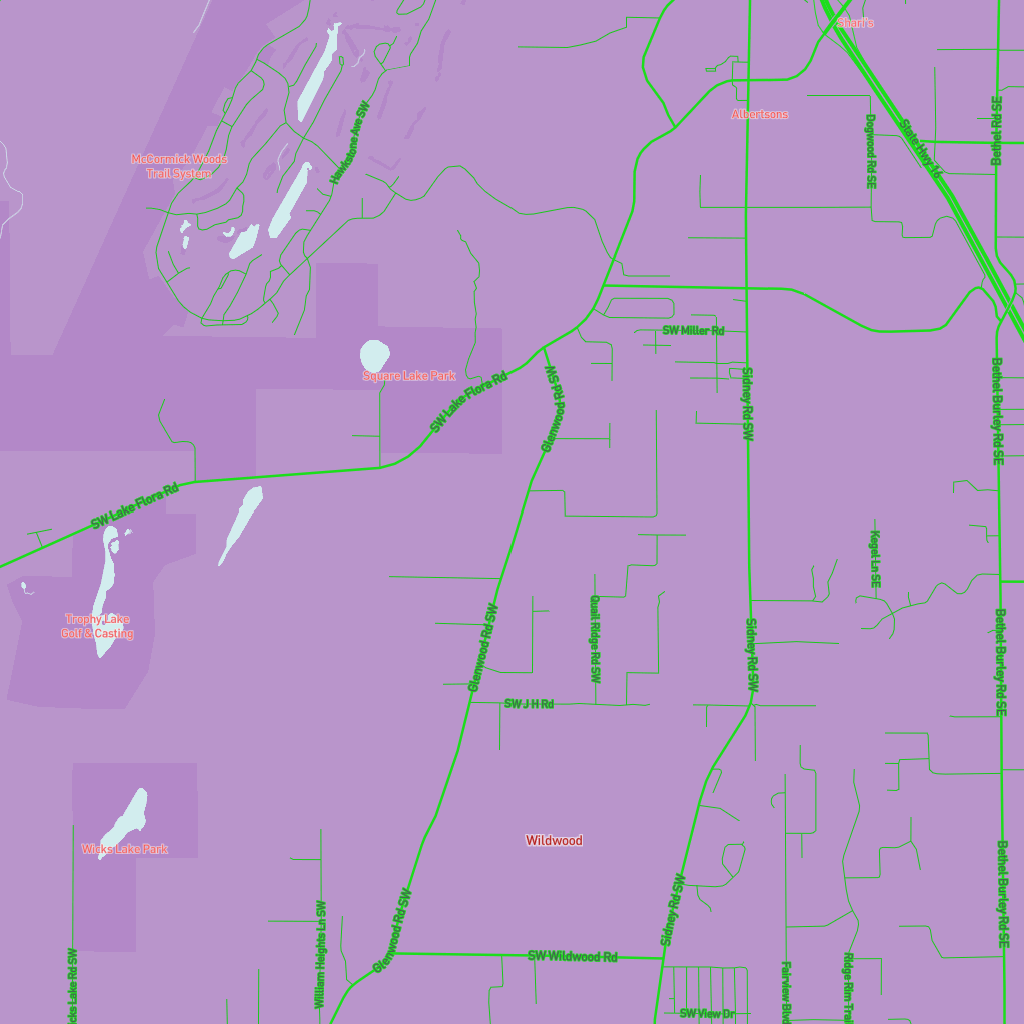 Shari's
Albertsons
State Hwy 16
Bethel Rd SE
Dogwood Rd SE
Hawkstone Ave SW
McCormick Woods
Trail System
SW Miller Rd
Square Lake Park
SW Lake Flora Rd
Glenwood Rd SW
Sidney Rd SW
Bethel Burley Rd SE
SW Lake Flora Rd
Kegel Ln SE
Trophy Lake
Golf & Casting
Glenwood Rd SW
Quail Ridge Rd SW
Sidney Rd SW
Bethel Burley Rd SE
SW J H Rd
Wildwood
Wicks Lake Park
Bethel Burley Rd SE
Sidney Rd SW
Glenwood Rd SW
William Heights Ln SW
SW Wildwood Rd
icks Lake Rd SW
Fairview Blvd
Ridge Rim Trail
SW View Dr